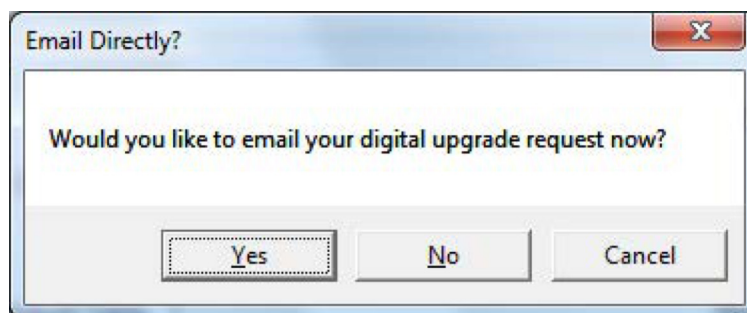 Email Directly?
Would you like to email your digital upgrade request now?
Yes
No
Cancel